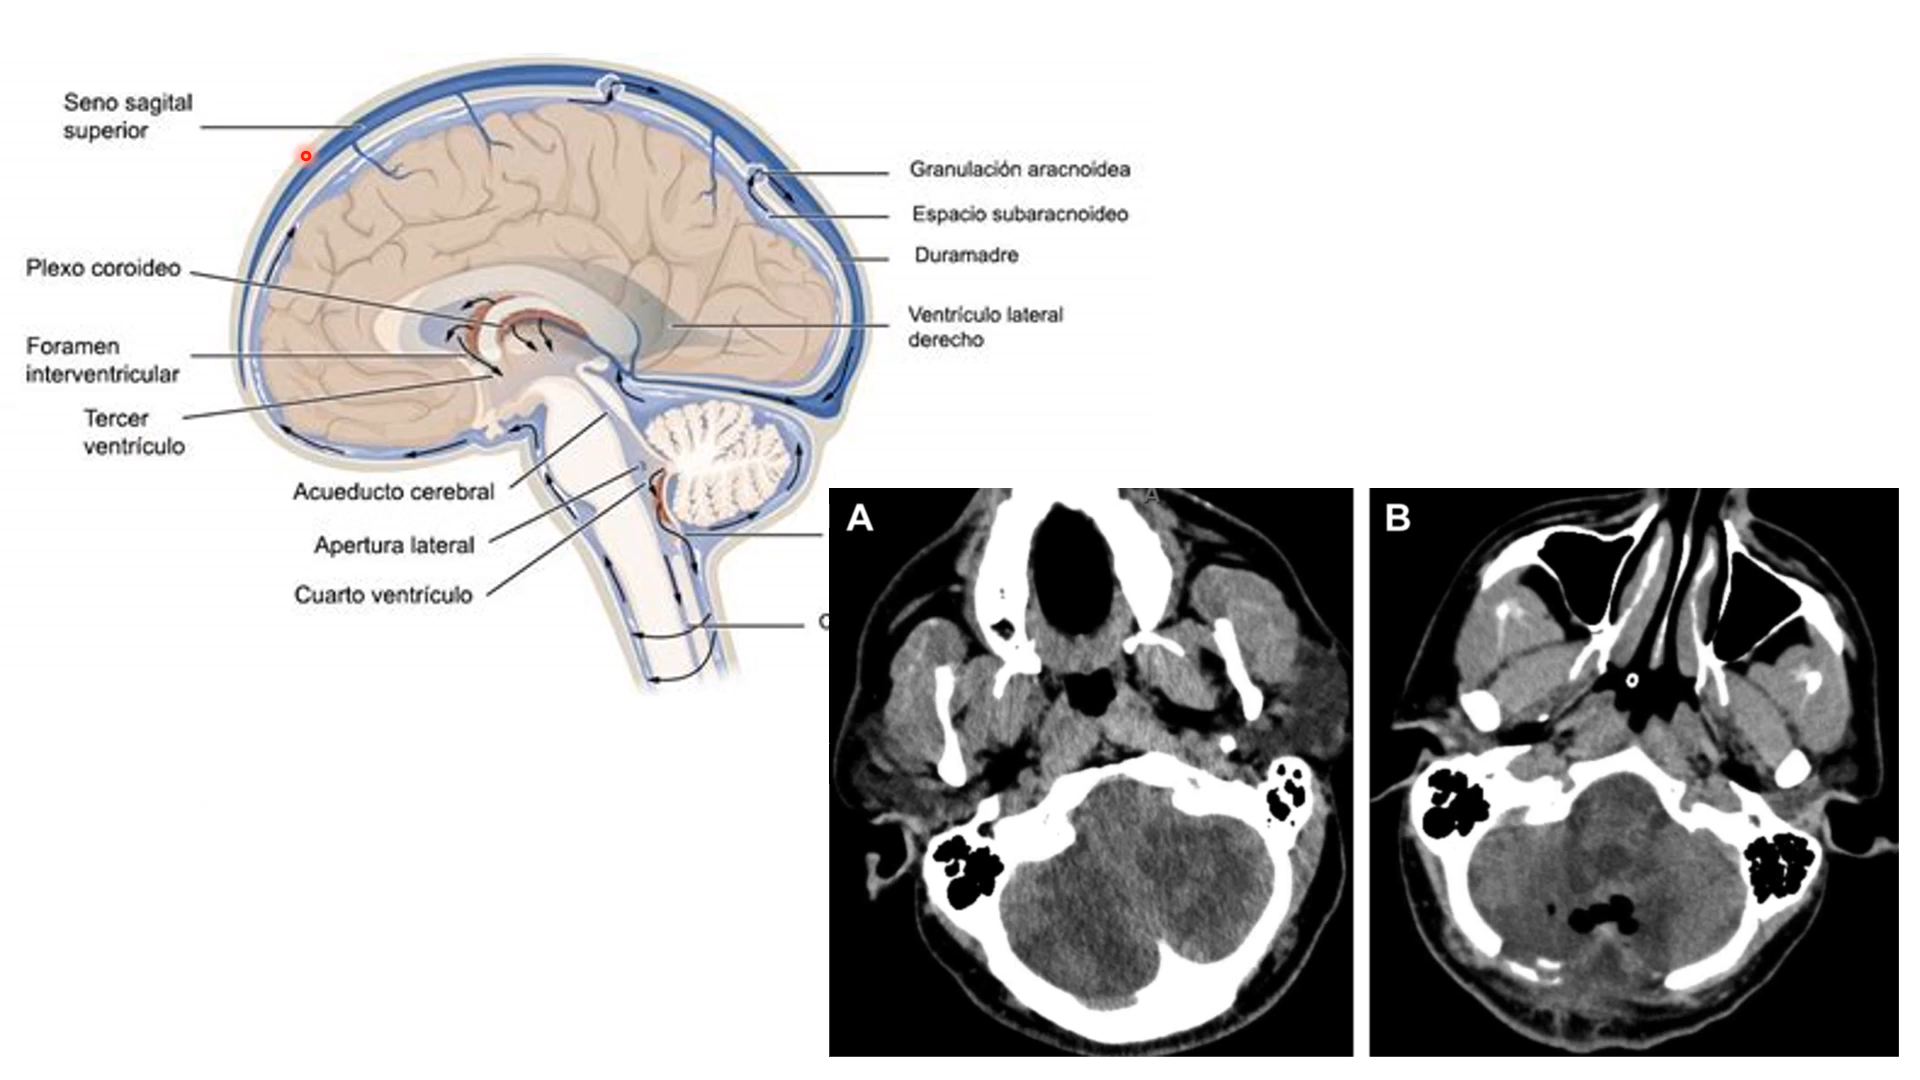 Seno sagital
superior
Plexo coroideo
Foramen
interventricular
Tercer
ventrículo
Acueducto cerebral
Apertura lateral
Cuarto ventrículo
Granulación aracnoidea
Espacio subaracnoideo
Duramadre
Ventrículo lateral
derecho
A
A
B